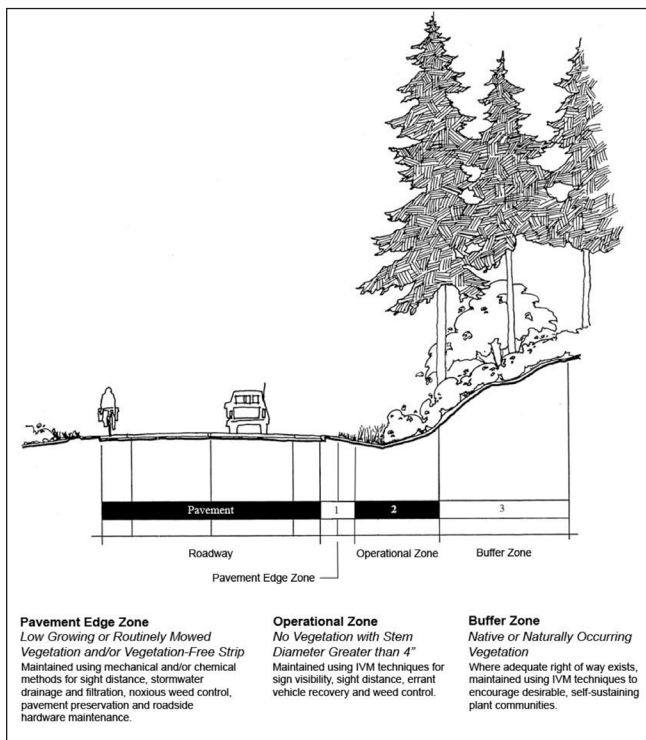 Pavement
1
2
3
Roadway
Operational Zone
Buffer Zone
Pavement Edge Zone
Pavement Edge Zone
Low Growing or Routinely Mowed
Vegetation and/or Vegetation-Free Strip
Maintained using mechanical and/or chemical
methods for sight distance, stormwater
drainage and filtration, noxious weed control,
pavement preservation and roadside
hardware maintenance.
Operational Zone
No Vegetation with Stem
Diameter Greater than 4”
Maintained using IVM techniques for
sign visibility, sight distance, errant
vehicle recovery and weed control.
Buffer Zone
Native or Naturally Occurring
Vegetation
Where adequate right of way exists,
maintained using IVM techniques to
encourage desirable, self-sustaining
plant communities.